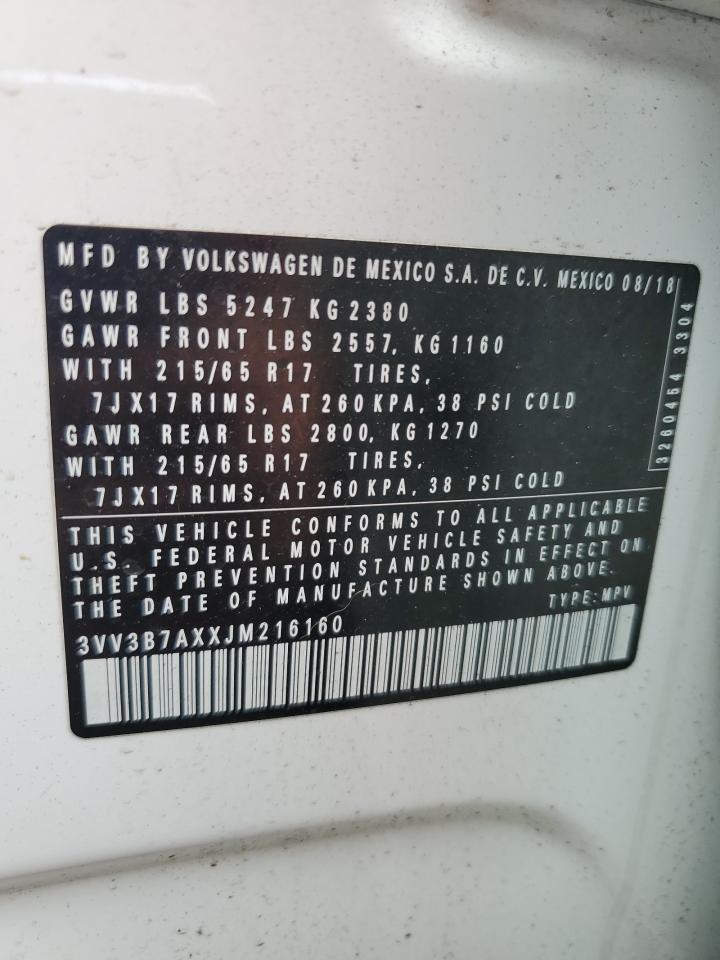 MFD BY VOLKSWAGEN DE MEXICO S.A. DE C.V. MEXICO 08/18
GVWR LBS 5247 KG 2380
GAWR FRONT LBS 2557, KG 1160
WITH 215/65 R17 TIRES,
7JX17 RIMS, AT 260 KPA, 38 PSI COLD
GAWR REAR LBS 2800, KG 1270
WITH 215/65 R17 TIRES,
7JX17 RIMS, AT 260 KPA, 38 PSI COLD
3260454 3304
THIS VEHICLE CONFORMS TO ALL APPLICABLE
U.S. FEDERAL MOTOR VEHICLE SAFETY AND
THEFT PREVENTION STANDARDS IN EFFECT ON
THE DATE OF MANUFACTURE SHOWN ABOVE.
TYPE: MPV
3VV3B7AXXJM216160